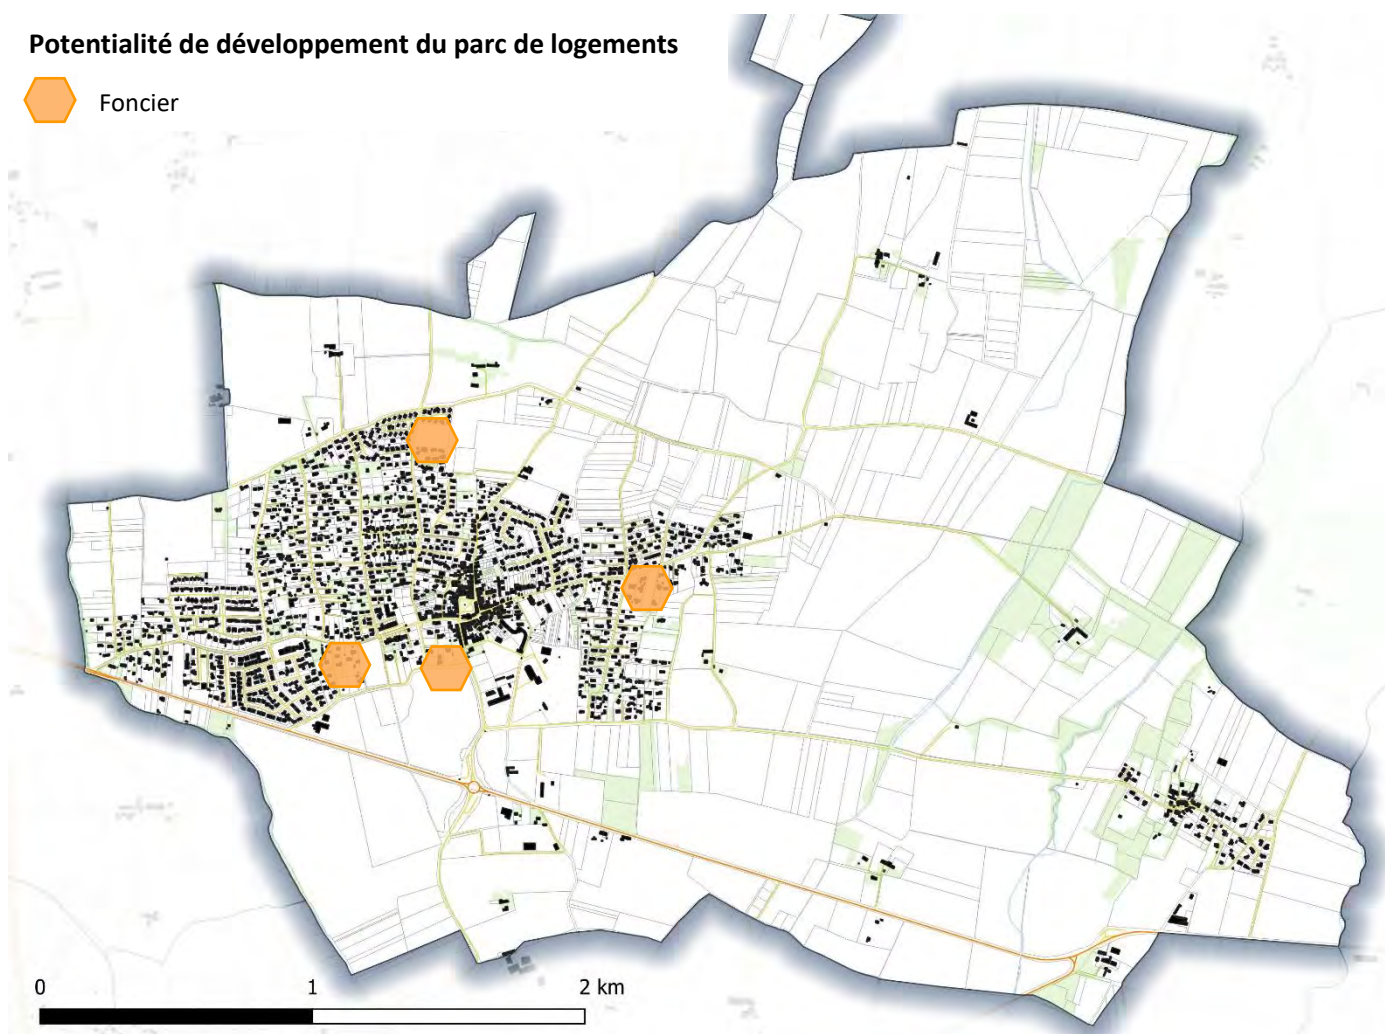 Potentialité de développement du parc de logements
Foncier
0 1 2 km